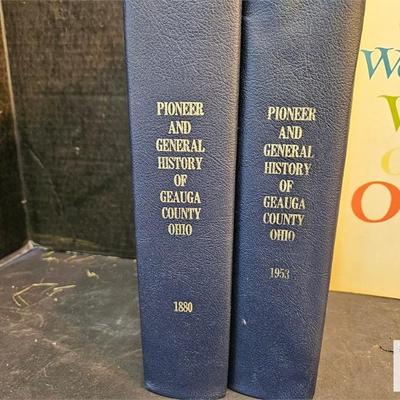 PIONEER
AND
GENERAL
HISTORY
OF
GEAUGA
COUNTY
OHIO
1880
PIONEER
AND
GENERAL
HISTORY
OF
GEAUGA
COUNTY
OHIO
1953